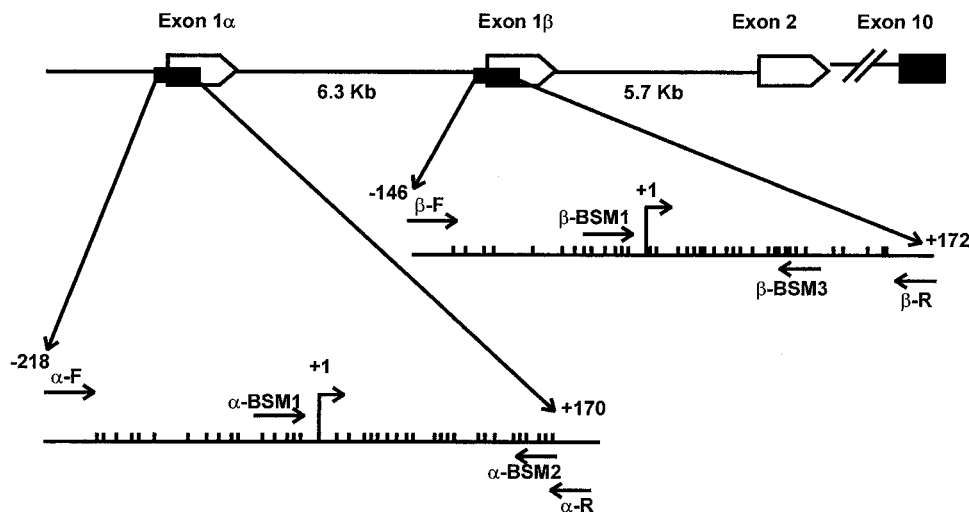 Exon 1α Exon 1β Exon 2 Exon 10
6.3 Kb 5.7 Kb
-146
β-F
β-BSM1
+1
+172
β-BSM3
β-R
-218
α-F
α-BSM1
+1
+170
α-BSM2
α-R